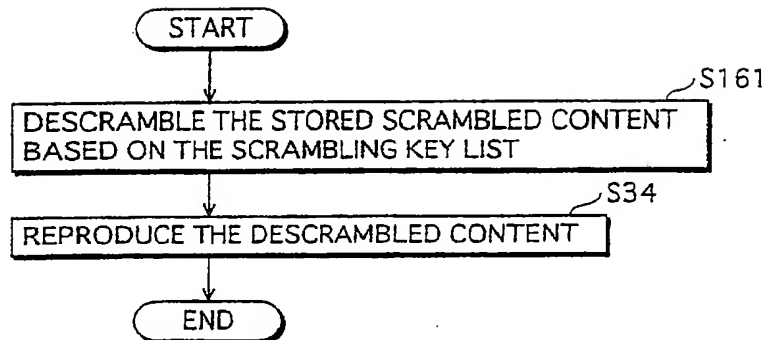 START
S161
DESCRAMBLE THE STORED SCRAMBLED CONTENT
BASED ON THE SCRAMBLING KEY LIST
S34
REPRODUCE THE DESCRAMBLED CONTENT
END